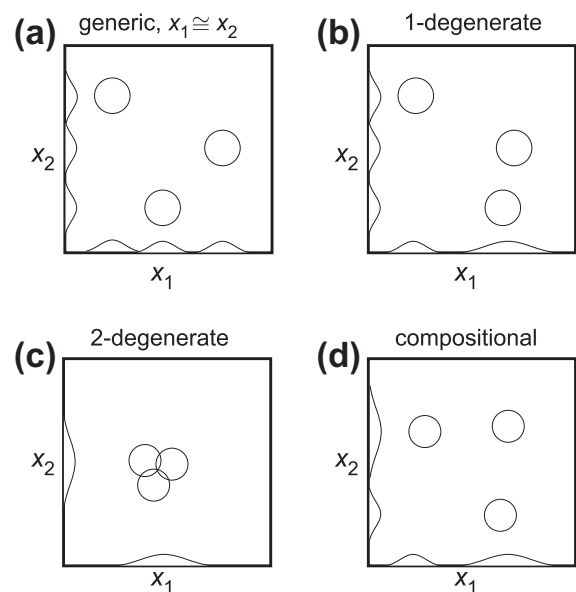 (a) generic, x₁ ≅ x₂
x₂
x₁
(b) 1-degenerate
x₂
x₁
(c) 2-degenerate
x₂
x₁
(d) compositional
x₂
x₁